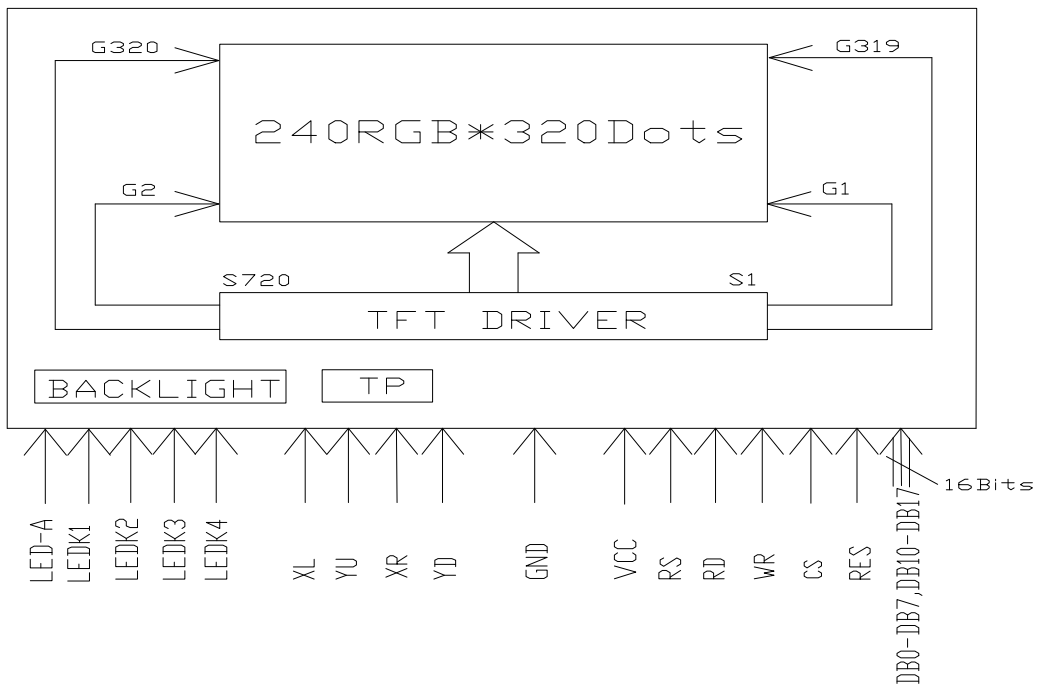 G320
G319
240RGB*320Dots
G2
G1
S720
S1
TFT DRIVER
BACKLIGHT
TP
16Bits
LED-A
LEDK1
LEDK2
LEDK3
LEDK4
XL
YU
XR
YD
GND
VCC
RS
RD
WR
CS
RES
DB0-DB7,DB10-DB17